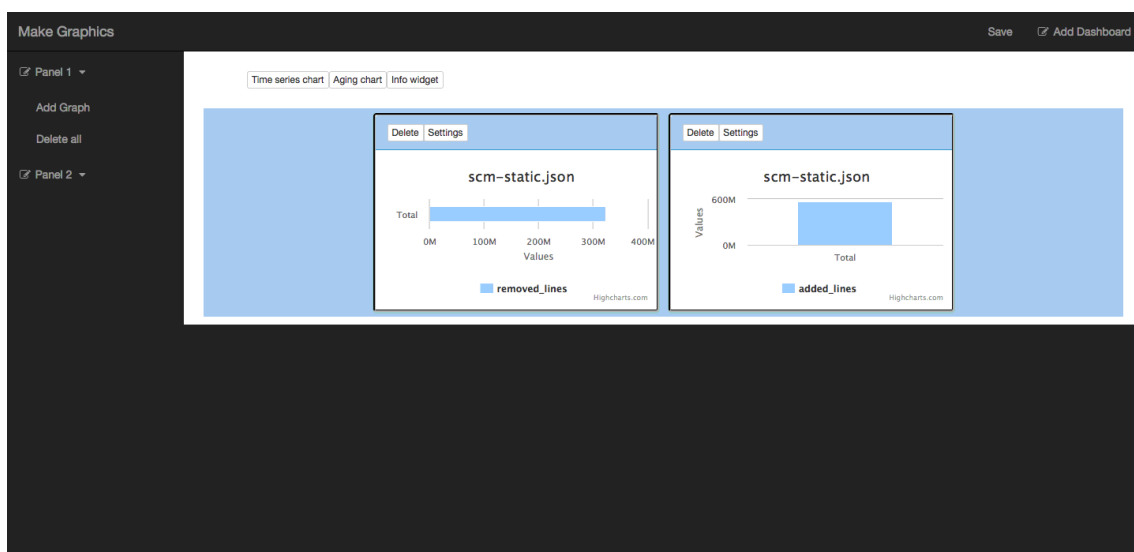 Make Graphics
Save
Add Dashboard
Panel 1
Add Graph
Delete all
Panel 2
Time series chart Aging chart Info widget
Delete Settings
scm-static.json
Total
0M 100M 200M 300M 400M
Values
removed_lines
Highcharts.com
Delete Settings
scm-static.json
Values
600M
0M
Total
added_lines
Highcharts.com